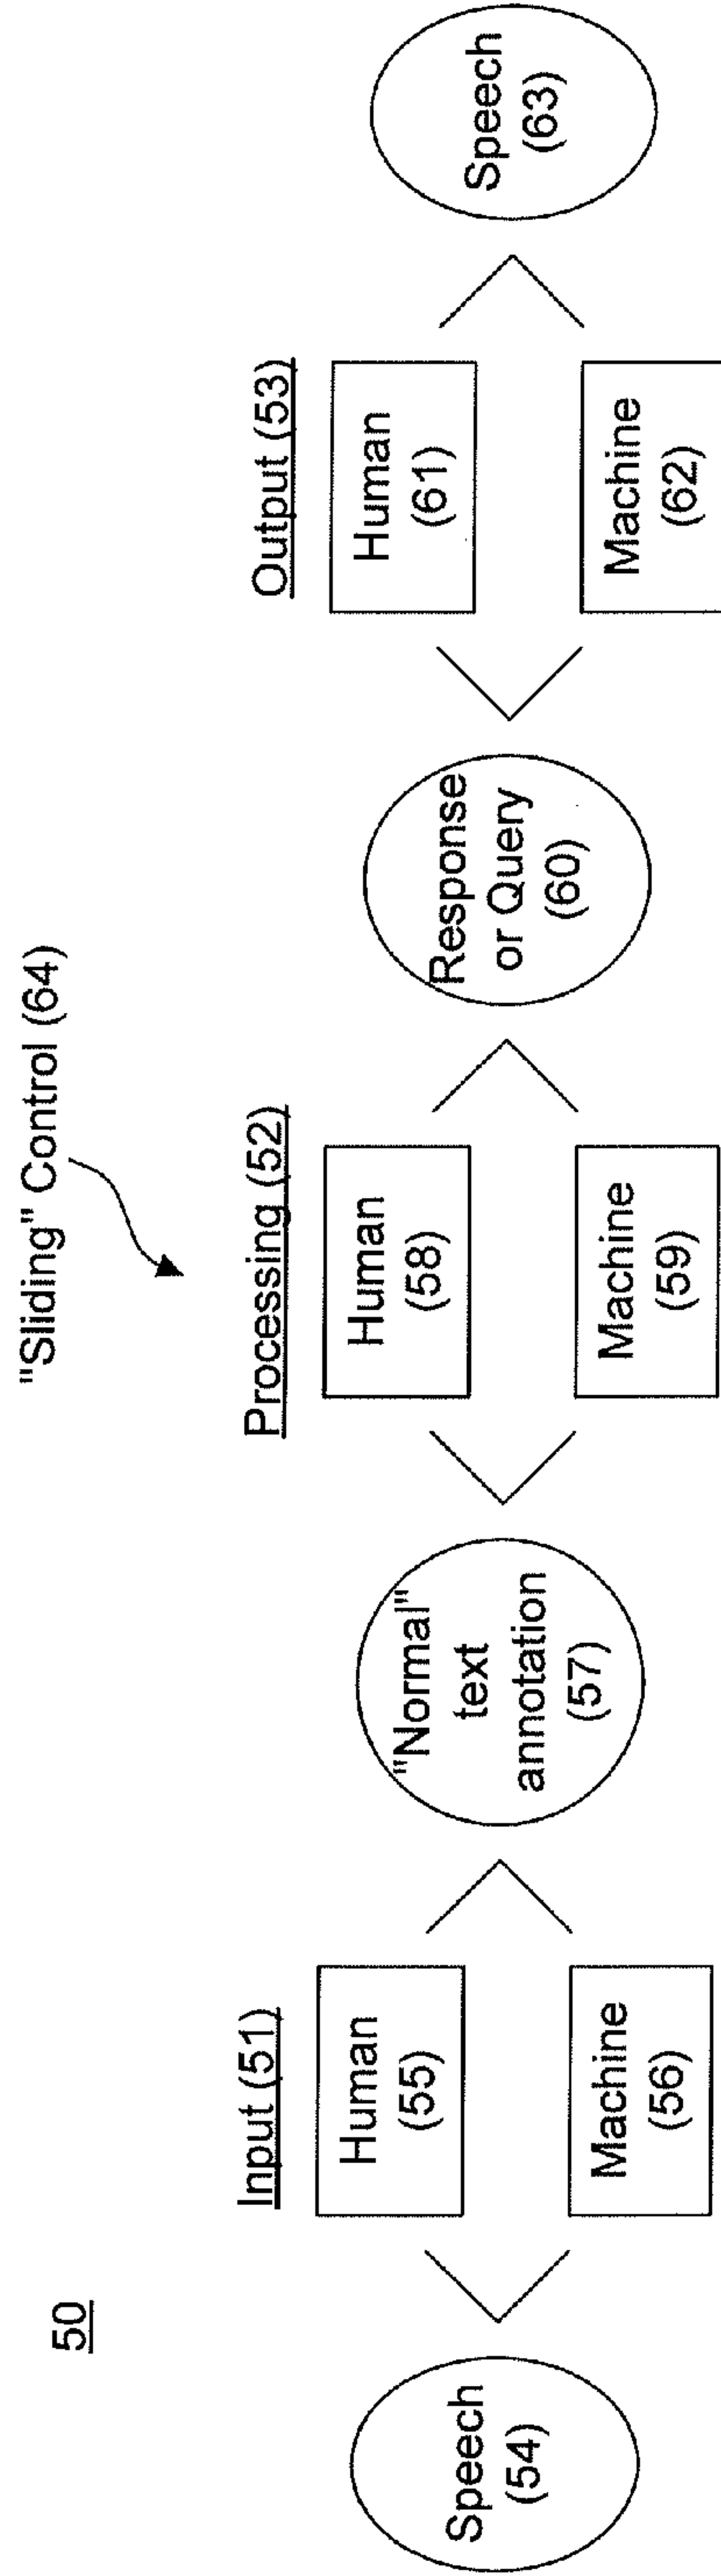 50
"Sliding" Control (64)
Input (51)
Processing (52)
Output (53)
Speech
(54)
Human
(55)
Machine
(56)
"Normal"
text
annotation
(57)
Human
(58)
Machine
(59)
Response
or Query
(60)
Human
(61)
Machine
(62)
Speech
(63)